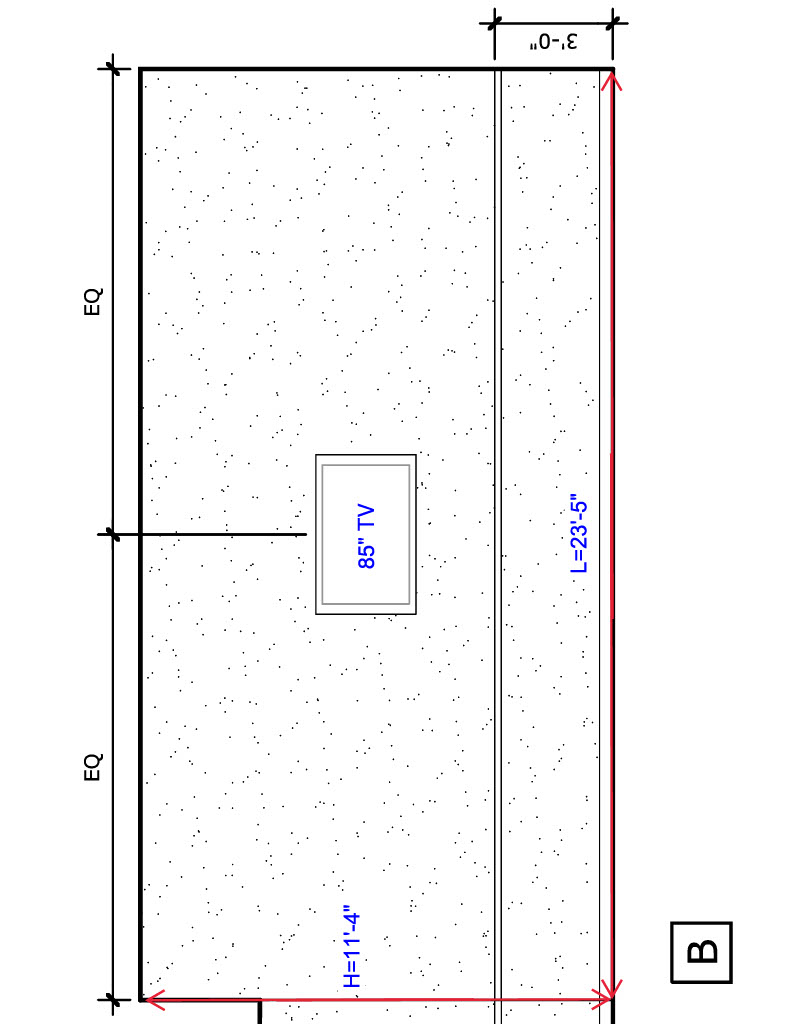 EQ
EQ
3'-0"
85" TV
L=23'-5"
H=11'-4"
B